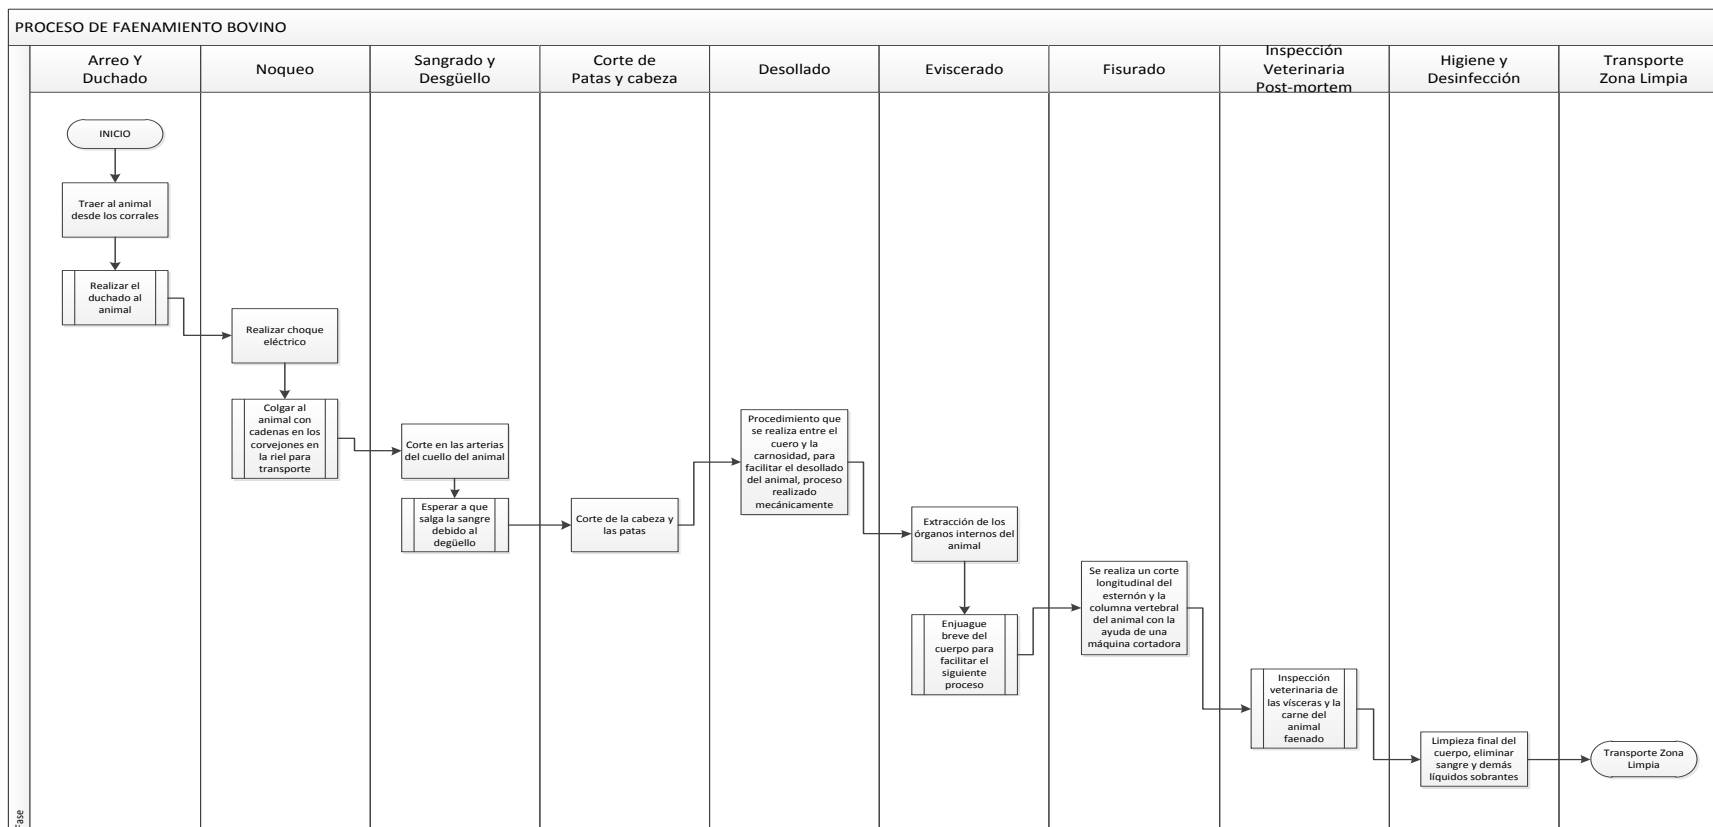 PROCESO DE FAENAMIENTO BOVINO
Arreo Y
Duchado
Noqueo
Sangrado y
Desgüello
Corte de
Patas y cabeza
Desollado
Eviscerado
Fisurado
Inspección
Veterinaria
Post-mortem
Higiene y
Desinfección
Transporte
Zona Limpia
INICIO
Traer al animal
desde los corrales
Realizar el
duchado al
animal
Realizar choque
eléctrico
Colgar al
animal con
cadenas en los
corvejones en
la riel para
transporte
Corte en las arterias
del cuello del animal
Esperar a que
salga la sangre
debido al
degüello
Corte de la cabeza y
las patas
Procedimiento que
se realiza entre el
cuero y la
carnosidad, para
facilitar el desollado
del animal, proceso
realizado
mecánicamente
Extracción de los
órganos internos del
animal
Enjuague
breve del
cuerpo para
facilitar el
siguiente
proceso
Se realiza un corte
longitudinal del
esternón y la
columna vertebral
del animal con la
ayuda de una
máquina cortadora
Inspección
veterinaria de
las vísceras y la
carne del
animal
faenado
Limpieza final del
cuerpo, eliminar
sangre y demás
líquidos sobrantes
Transporte Zona
Limpia
Fase